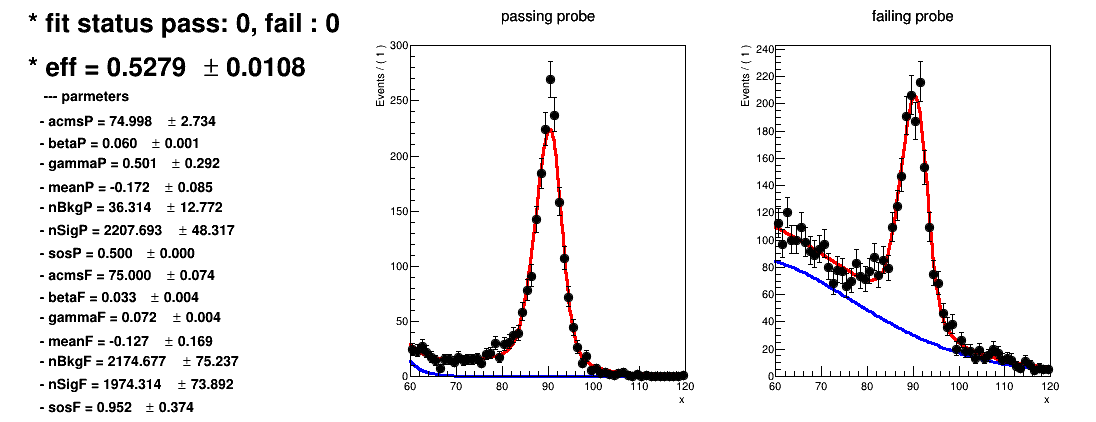 * fit status pass: 0, fail : 0
* eff = 0.5279 ± 0.0108
--- parmeters
- acmsP = 74.998 ± 2.734
- betaP = 0.060 ± 0.001
- gammaP = 0.501 ± 0.292
- meanP = -0.172 ± 0.085
- nBkgP = 36.314 ± 12.772
- nSigP = 2207.693 ± 48.317
- sosP = 0.500 ± 0.000
- acmsF = 75.000 ± 0.074
- betaF = 0.033 ± 0.004
- gammaF = 0.072 ± 0.004
- meanF = -0.127 ± 0.169
- nBkgF = 2174.677 ± 75.237
- nSigF = 1974.314 ± 73.892
- sosF = 0.952 ± 0.374
passing probe
Events / ( 1 )
300
250
200
150
100
50
0
60 70 80 90 100 110 120
x
failing probe
Events / ( 1 )
240
220
200
180
160
140
120
100
80
60
40
20
0
60 70 80 90 100 110 120
x